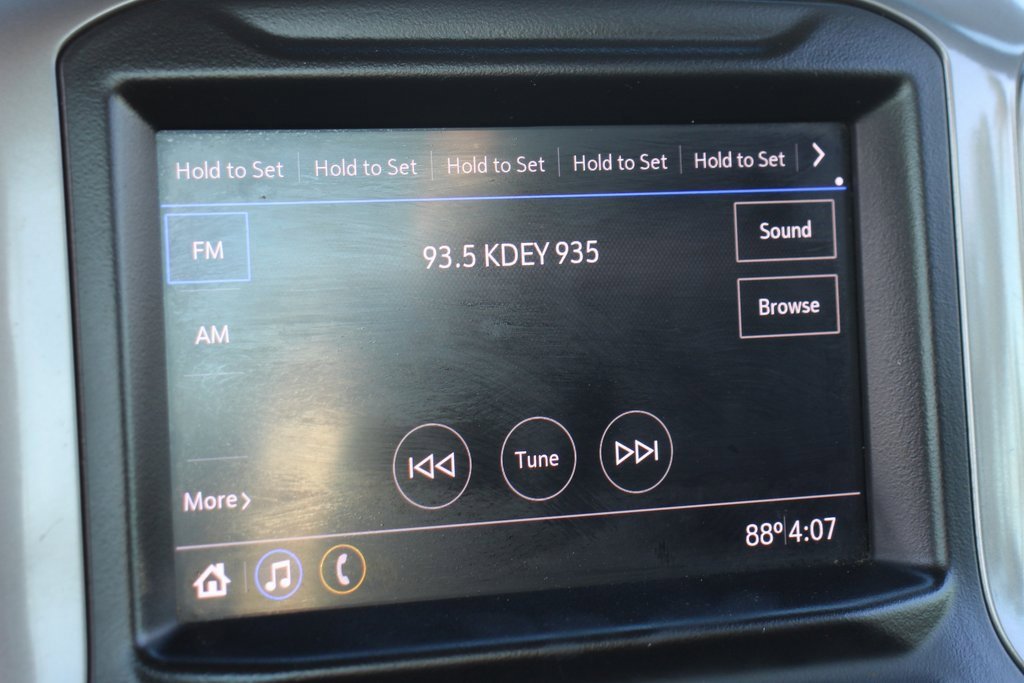 Hold to Set Hold to Set Hold to Set Hold to Set Hold to Set
FM
93.5 KDEY 935
Sound
Browse
AM
Tune
More
88° 4:07